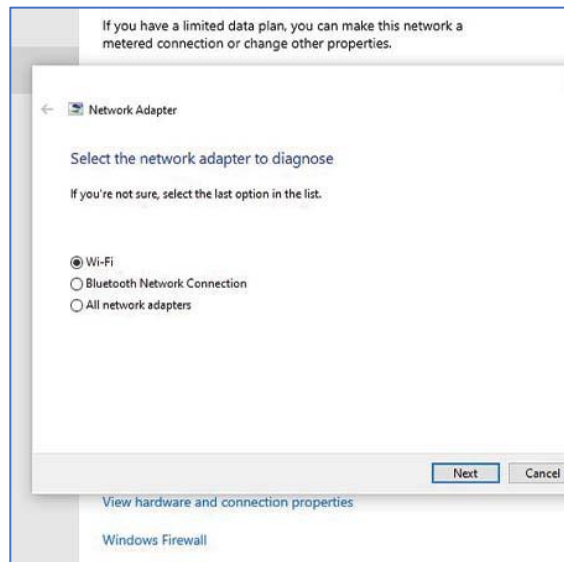 If you have a limited data plan, you can make this network a
metered connection or change other properties.
Network Adapter
Select the network adapter to diagnose
If you're not sure, select the last option in the list.
Wi-Fi
Bluetooth Network Connection
All network adapters
Next Cancel
View hardware and connection properties
Windows Firewall